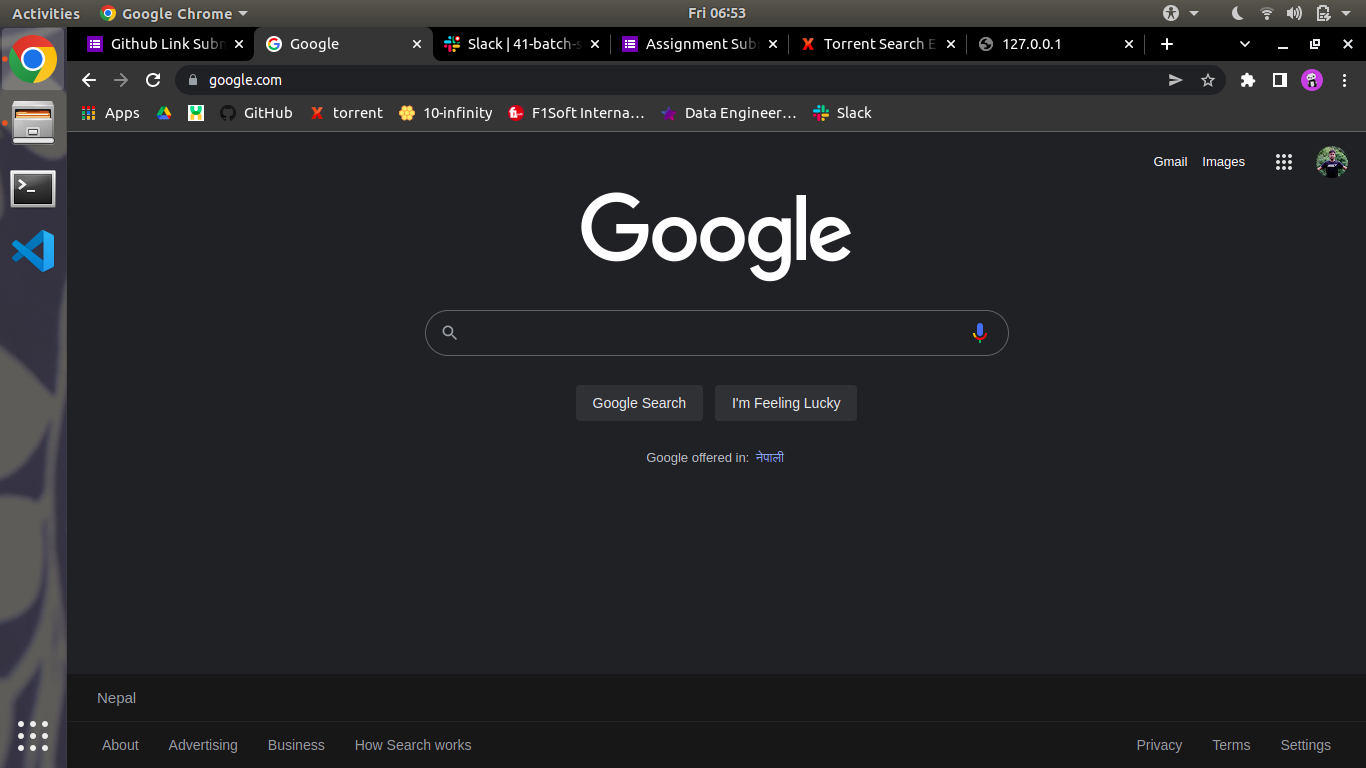 Activities Google Chrome Fri 06:53
Github Link Subm Google Slack | 41-batch-s Assignment Subm Torrent Search E 127.0.0.1
google.com
Apps GitHub torrent 10-infinity F1Soft Interna… Data Engineer… Slack
Gmail Images
Google
Google Search I'm Feeling Lucky
Google offered in: नेपाली
Nepal
About Advertising Business How Search works Privacy Terms Settings